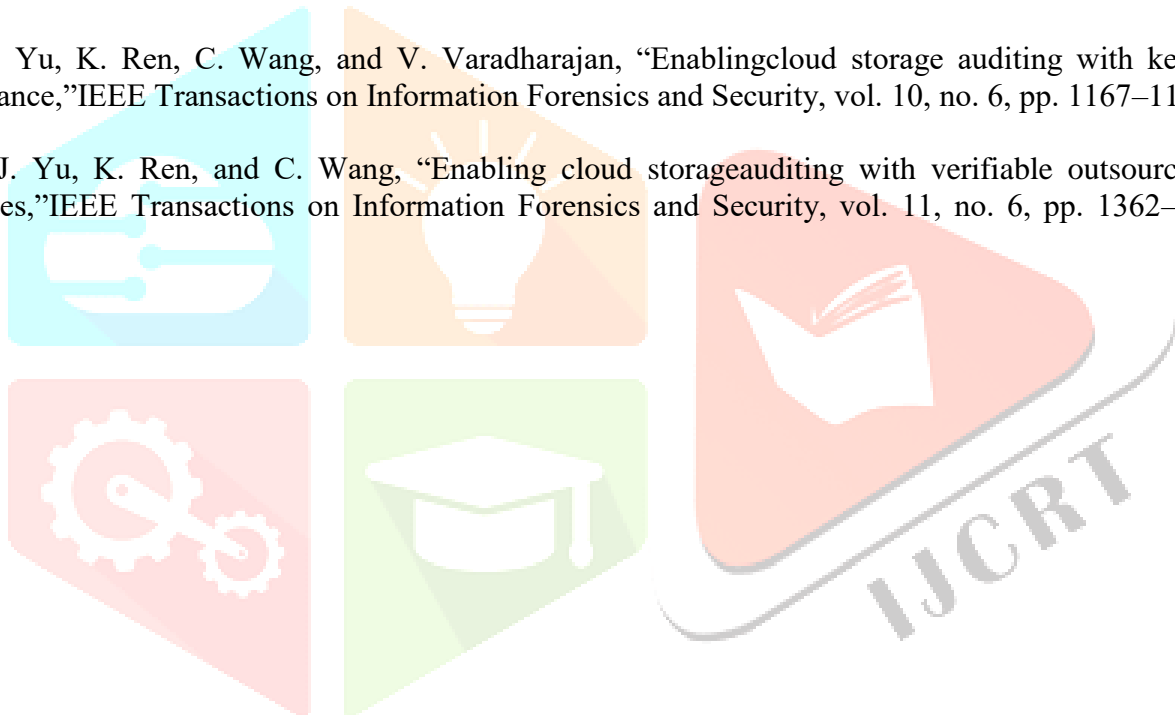 Yu, K. Ren, C. Wang, and V. Varadharajan, “Enablingcloud storage auditing with ke
ance,”IEEE Transactions on Information Forensics and Security, vol. 10, no. 6, pp. 1167–11
J. Yu, K. Ren, and C. Wang, “Enabling cloud storageauditing with verifiable outsourc
es,”IEEE Transactions on Information Forensics and Security, vol. 11, no. 6, pp. 1362–
IJCRT